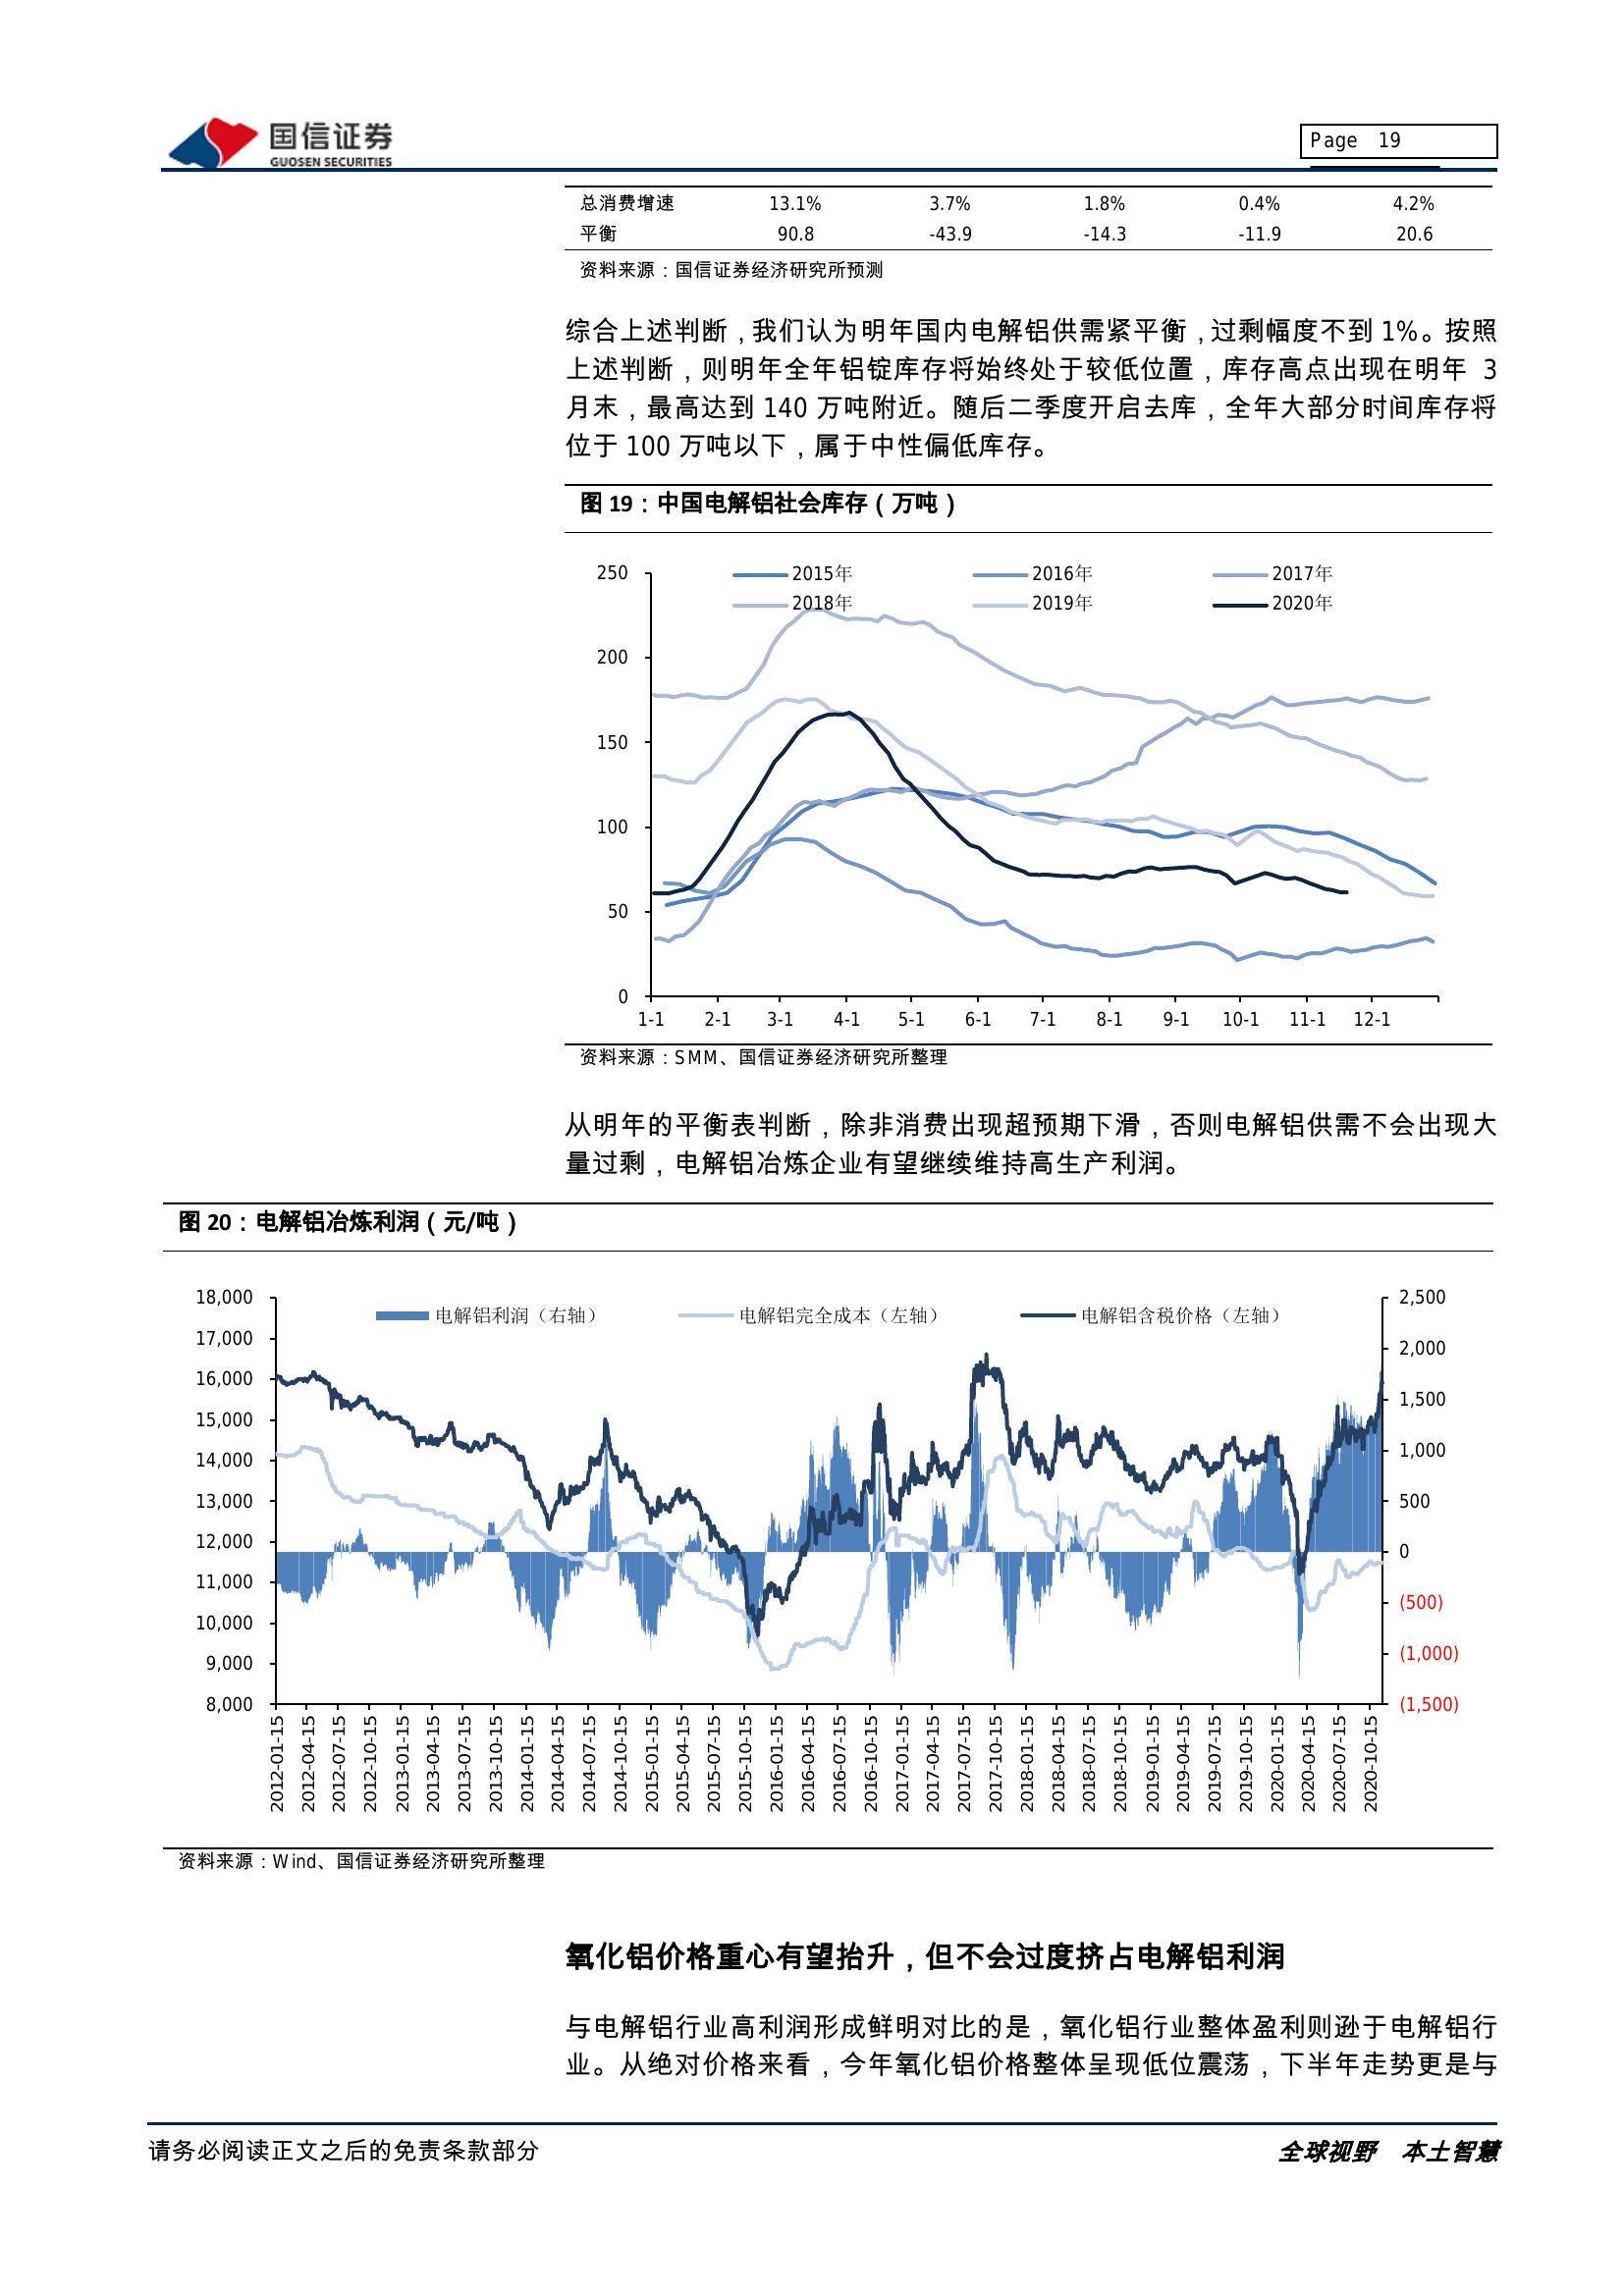 国信证券
GUOSEN SECURITIES
Page 19
总消费增速 13.1% 3.7% 1.8% 0.4% 4.2%
平衡 90.8 -43.9 -14.3 -11.9 20.6
资料来源：国信证券经济研究所预测
综合上述判断，我们认为明年国内电解铝供需紧平衡，过剩幅度不到 1%。按照
上述判断，则明年全年铝锭库存将始终处于较低位置，库存高点出现在明年 3
月末，最高达到 140 万吨附近。随后二季度开启去库，全年大部分时间库存将
位于 100 万吨以下，属于中性偏低库存。
图 19：中国电解铝社会库存（万吨）
2015年 2016年 2017年
2018年 2019年 2020年
250
200
150
100
50
0
1-1 2-1 3-1 4-1 5-1 6-1 7-1 8-1 9-1 10-1 11-1 12-1
资料来源：SMM、国信证券经济研究所整理
从明年的平衡表判断，除非消费出现超预期下滑，否则电解铝供需不会出现大
量过剩，电解铝冶炼企业有望继续维持高生产利润。
图 20：电解铝冶炼利润（元/吨）
电解铝利润（右轴） 电解铝完全成本（左轴） 电解铝含税价格（左轴）
18,000
17,000
16,000
15,000
14,000
13,000
12,000
11,000
10,000
9,000
8,000
2,500
2,000
1,500
1,000
500
0
(500)
(1,000)
(1,500)
2012-01-15
2012-04-15
2012-07-15
2012-10-15
2013-01-15
2013-04-15
2013-07-15
2013-10-15
2014-01-15
2014-04-15
2014-07-15
2014-10-15
2015-01-15
2015-04-15
2015-07-15
2015-10-15
2016-01-15
2016-04-15
2016-07-15
2016-10-15
2017-01-15
2017-04-15
2017-07-15
2017-10-15
2018-01-15
2018-04-15
2018-07-15
2018-10-15
2019-01-15
2019-04-15
2019-07-15
2019-10-15
2020-01-15
2020-04-15
2020-07-15
2020-10-15
资料来源：Wind、国信证券经济研究所整理
氧化铝价格重心有望抬升，但不会过度挤占电解铝利润
与电解铝行业高利润形成鲜明对比的是，氧化铝行业整体盈利则逊于电解铝行
业。从绝对价格来看，今年氧化铝价格整体呈现低位震荡，下半年走势更是与
请务必阅读正文之后的免责条款部分
全球视野 本土智慧